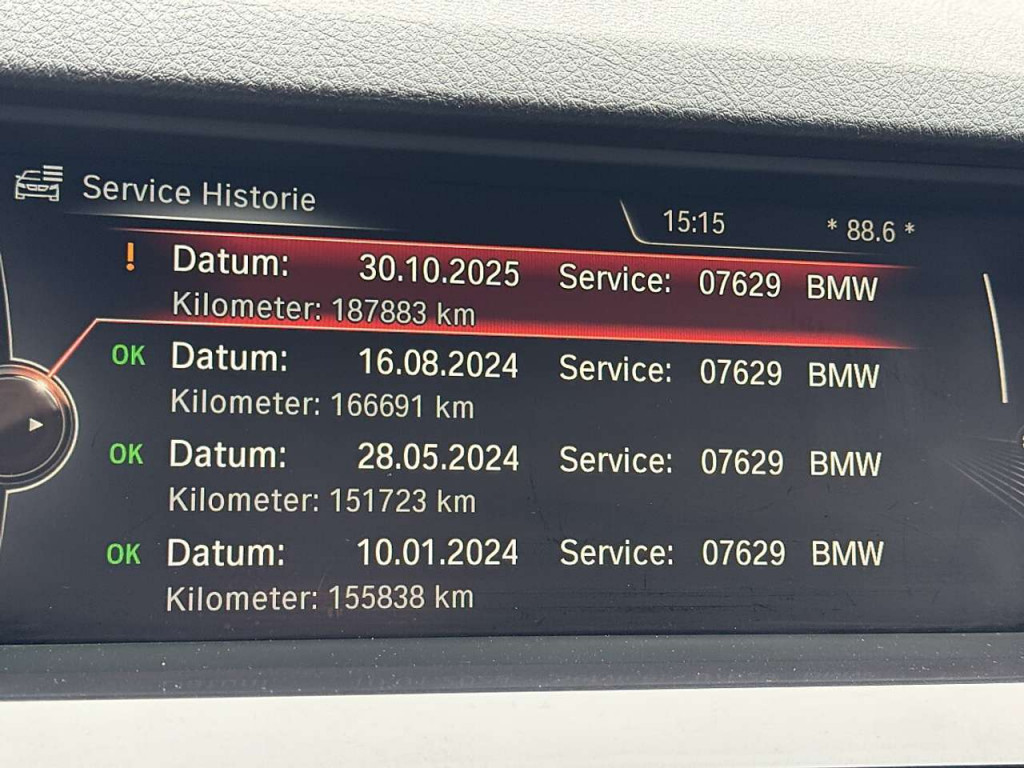 Service Historie
15:15 * 88.6 *
! Datum: 30.10.2025 Service: 07629 BMW
Kilometer: 187883 km
OK Datum: 16.08.2024 Service: 07629 BMW
Kilometer: 166691 km
OK Datum: 28.05.2024 Service: 07629 BMW
Kilometer: 151723 km
OK Datum: 10.01.2024 Service: 07629 BMW
Kilometer: 155838 km